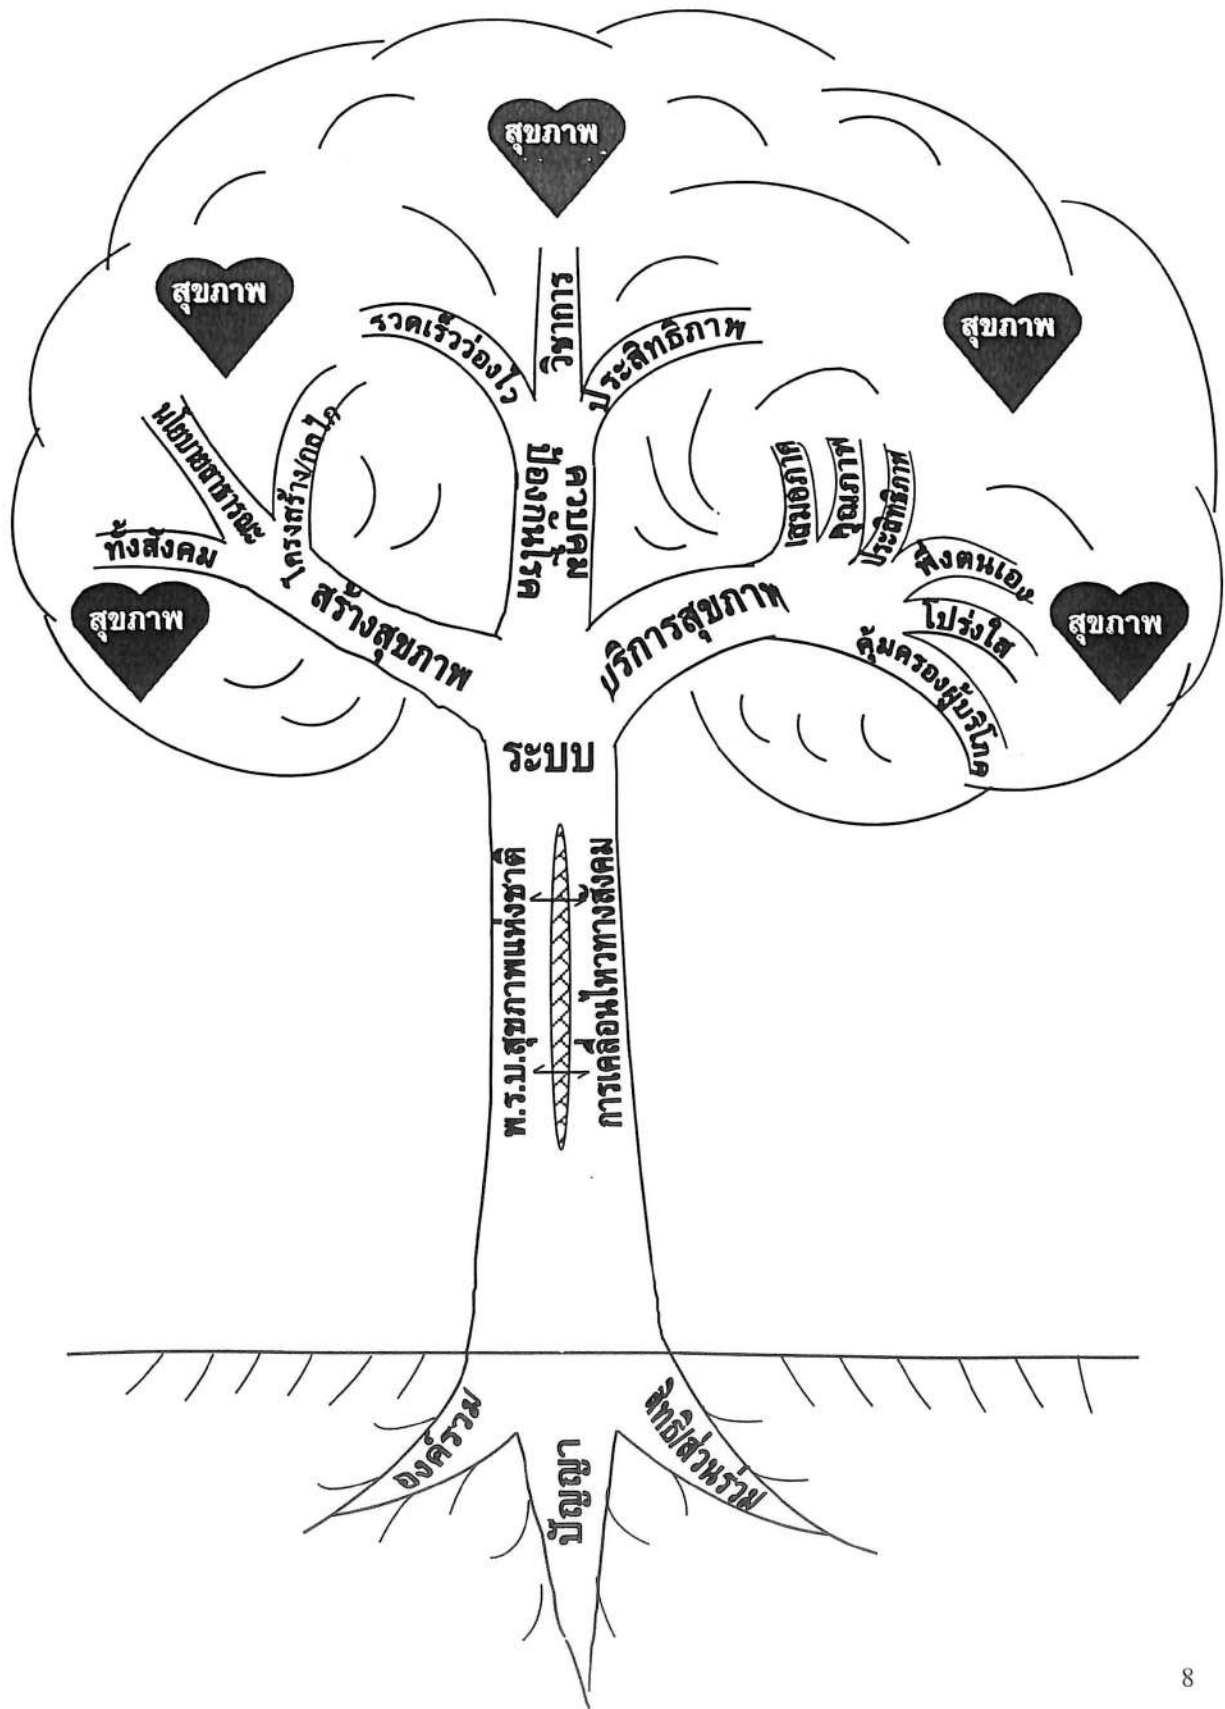 สุขภาพ
สุขภาพ
สุขภาพ
สุขภาพ
สุขภาพ
รวดเร็วว่องไว
วิชาการ
ประสิทธิภาพ
ควบคุม
ป้องกันโรค
ทั้งสังคม
นโยบายสาธารณะ
โครงสร้าง/กลไก
สร้างสุขภาพ
เสมอภาค
คุณภาพ
ประสิทธิภาพ
พึ่งตนเอง
โปร่งใส
คุ้มครองผู้บริโภค
บริการสุขภาพ
ระบบ
พ.ร.บ.สุขภาพแห่งชาติ
การเคลื่อนไหวทางสังคม
องค์รวม
ปัญญา
สิทธิ/ส่วนร่วม
8